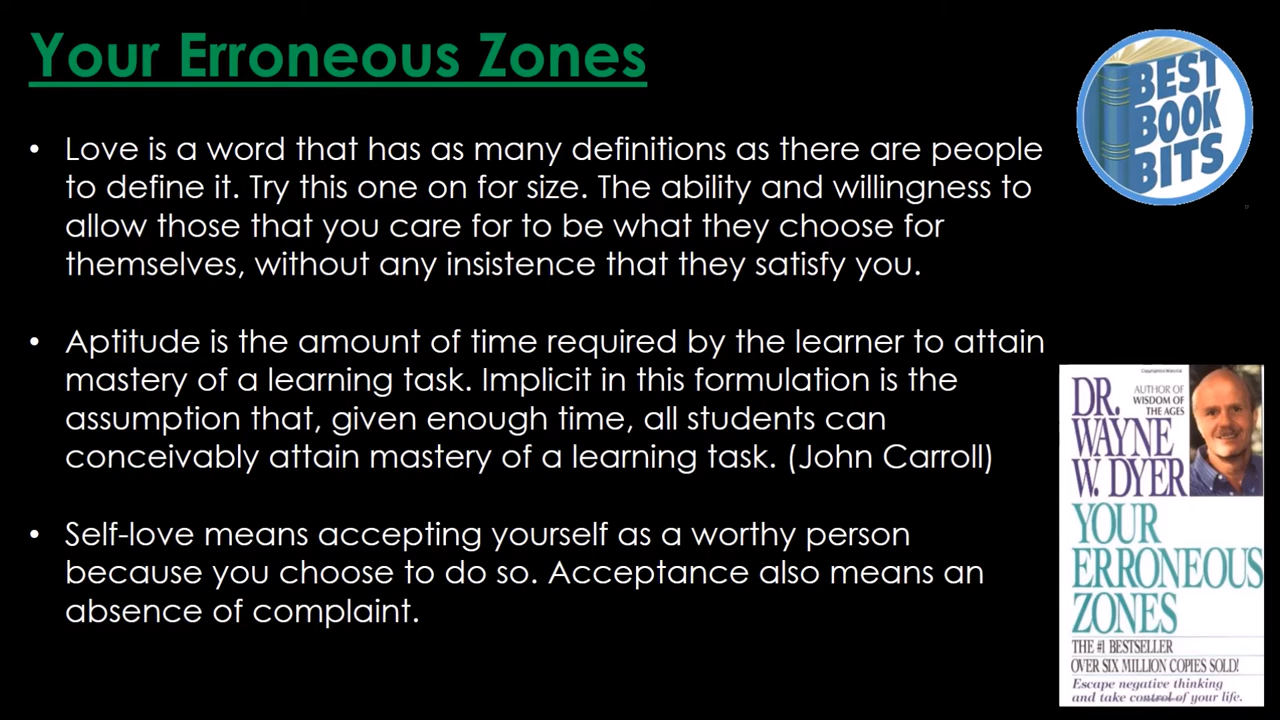 Your Erroneous Zones
BEST
BOOK
BITS
• Love is a word that has as many definitions as there are people
to define it. Try this one on for size. The ability and willingness to
allow those that you care for to be what they choose for
themselves, without any insistence that they satisfy you.
• Aptitude is the amount of time required by the learner to attain
mastery of a learning task. Implicit in this formulation is the
assumption that, given enough time, all students can
conceivably attain mastery of a learning task. (John Carroll)
• Self-love means accepting yourself as a worthy person
because you choose to do so. Acceptance also means an
absence of complaint.
Copyrighted Material
DR.
WAYNE
W. DYER
AUTHOR OF
WISDOM OF
THE AGES
YOUR
ERRONEOUS
ZONES
THE #1 BESTSELLER
OVER SIX MILLION COPIES SOLD!
Escape negative thinking
and take control of your life.